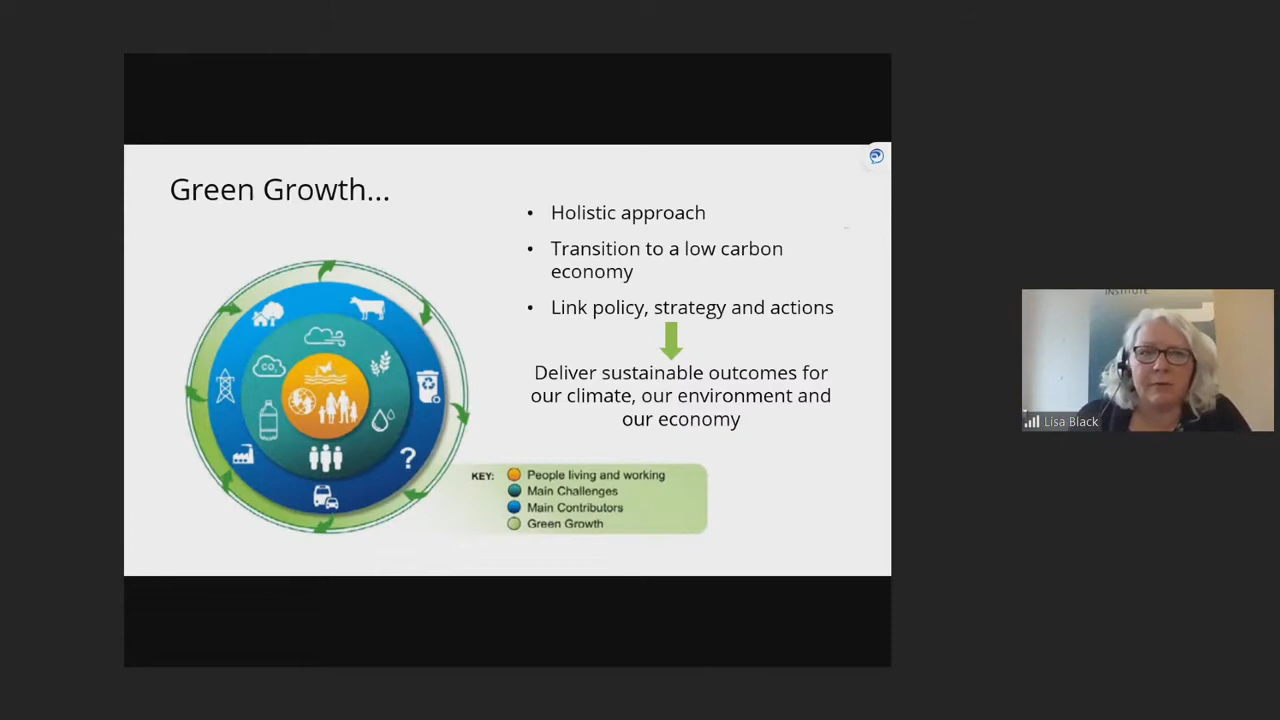 Green Growth...
• Holistic approach
• Transition to a low carbon
economy
• Link policy, strategy and actions
Deliver sustainable outcomes for
our climate, our environment and
our economy
CO₂
?
KEY:
People living and working
Main Challenges
Main Contributors
Green Growth
Lisa Black